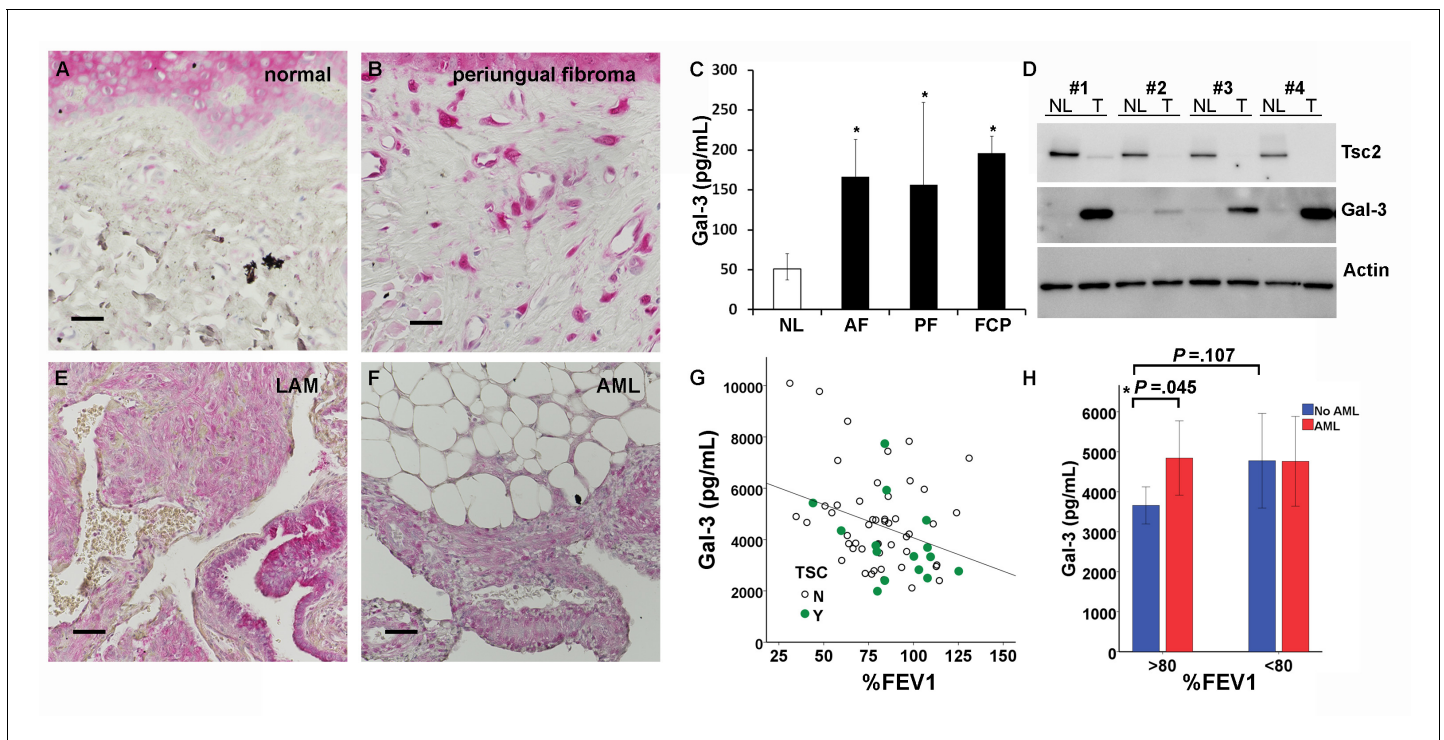 A
normal
B
periungual fibroma
C
Gal-3 (pg/mL)
300
250
200
150
100
50
0
*
*
*
NL
AF
PF
FCP
D
#1 #2 #3 #4
NL T NL T NL T NL T
Tsc2
Gal-3
Actin
E
LAM
F
AML
G
Gal-3 (pg/mL)
10000
8000
6000
4000
2000
0
TSC
N
Y
25 50 75 100 125 150
%FEV1
H
P =.107
* P =.045
No AML
AML
Gal-3 (pg/mL)
6000
5000
4000
3000
2000
1000
0
>80 <80
%FEV1